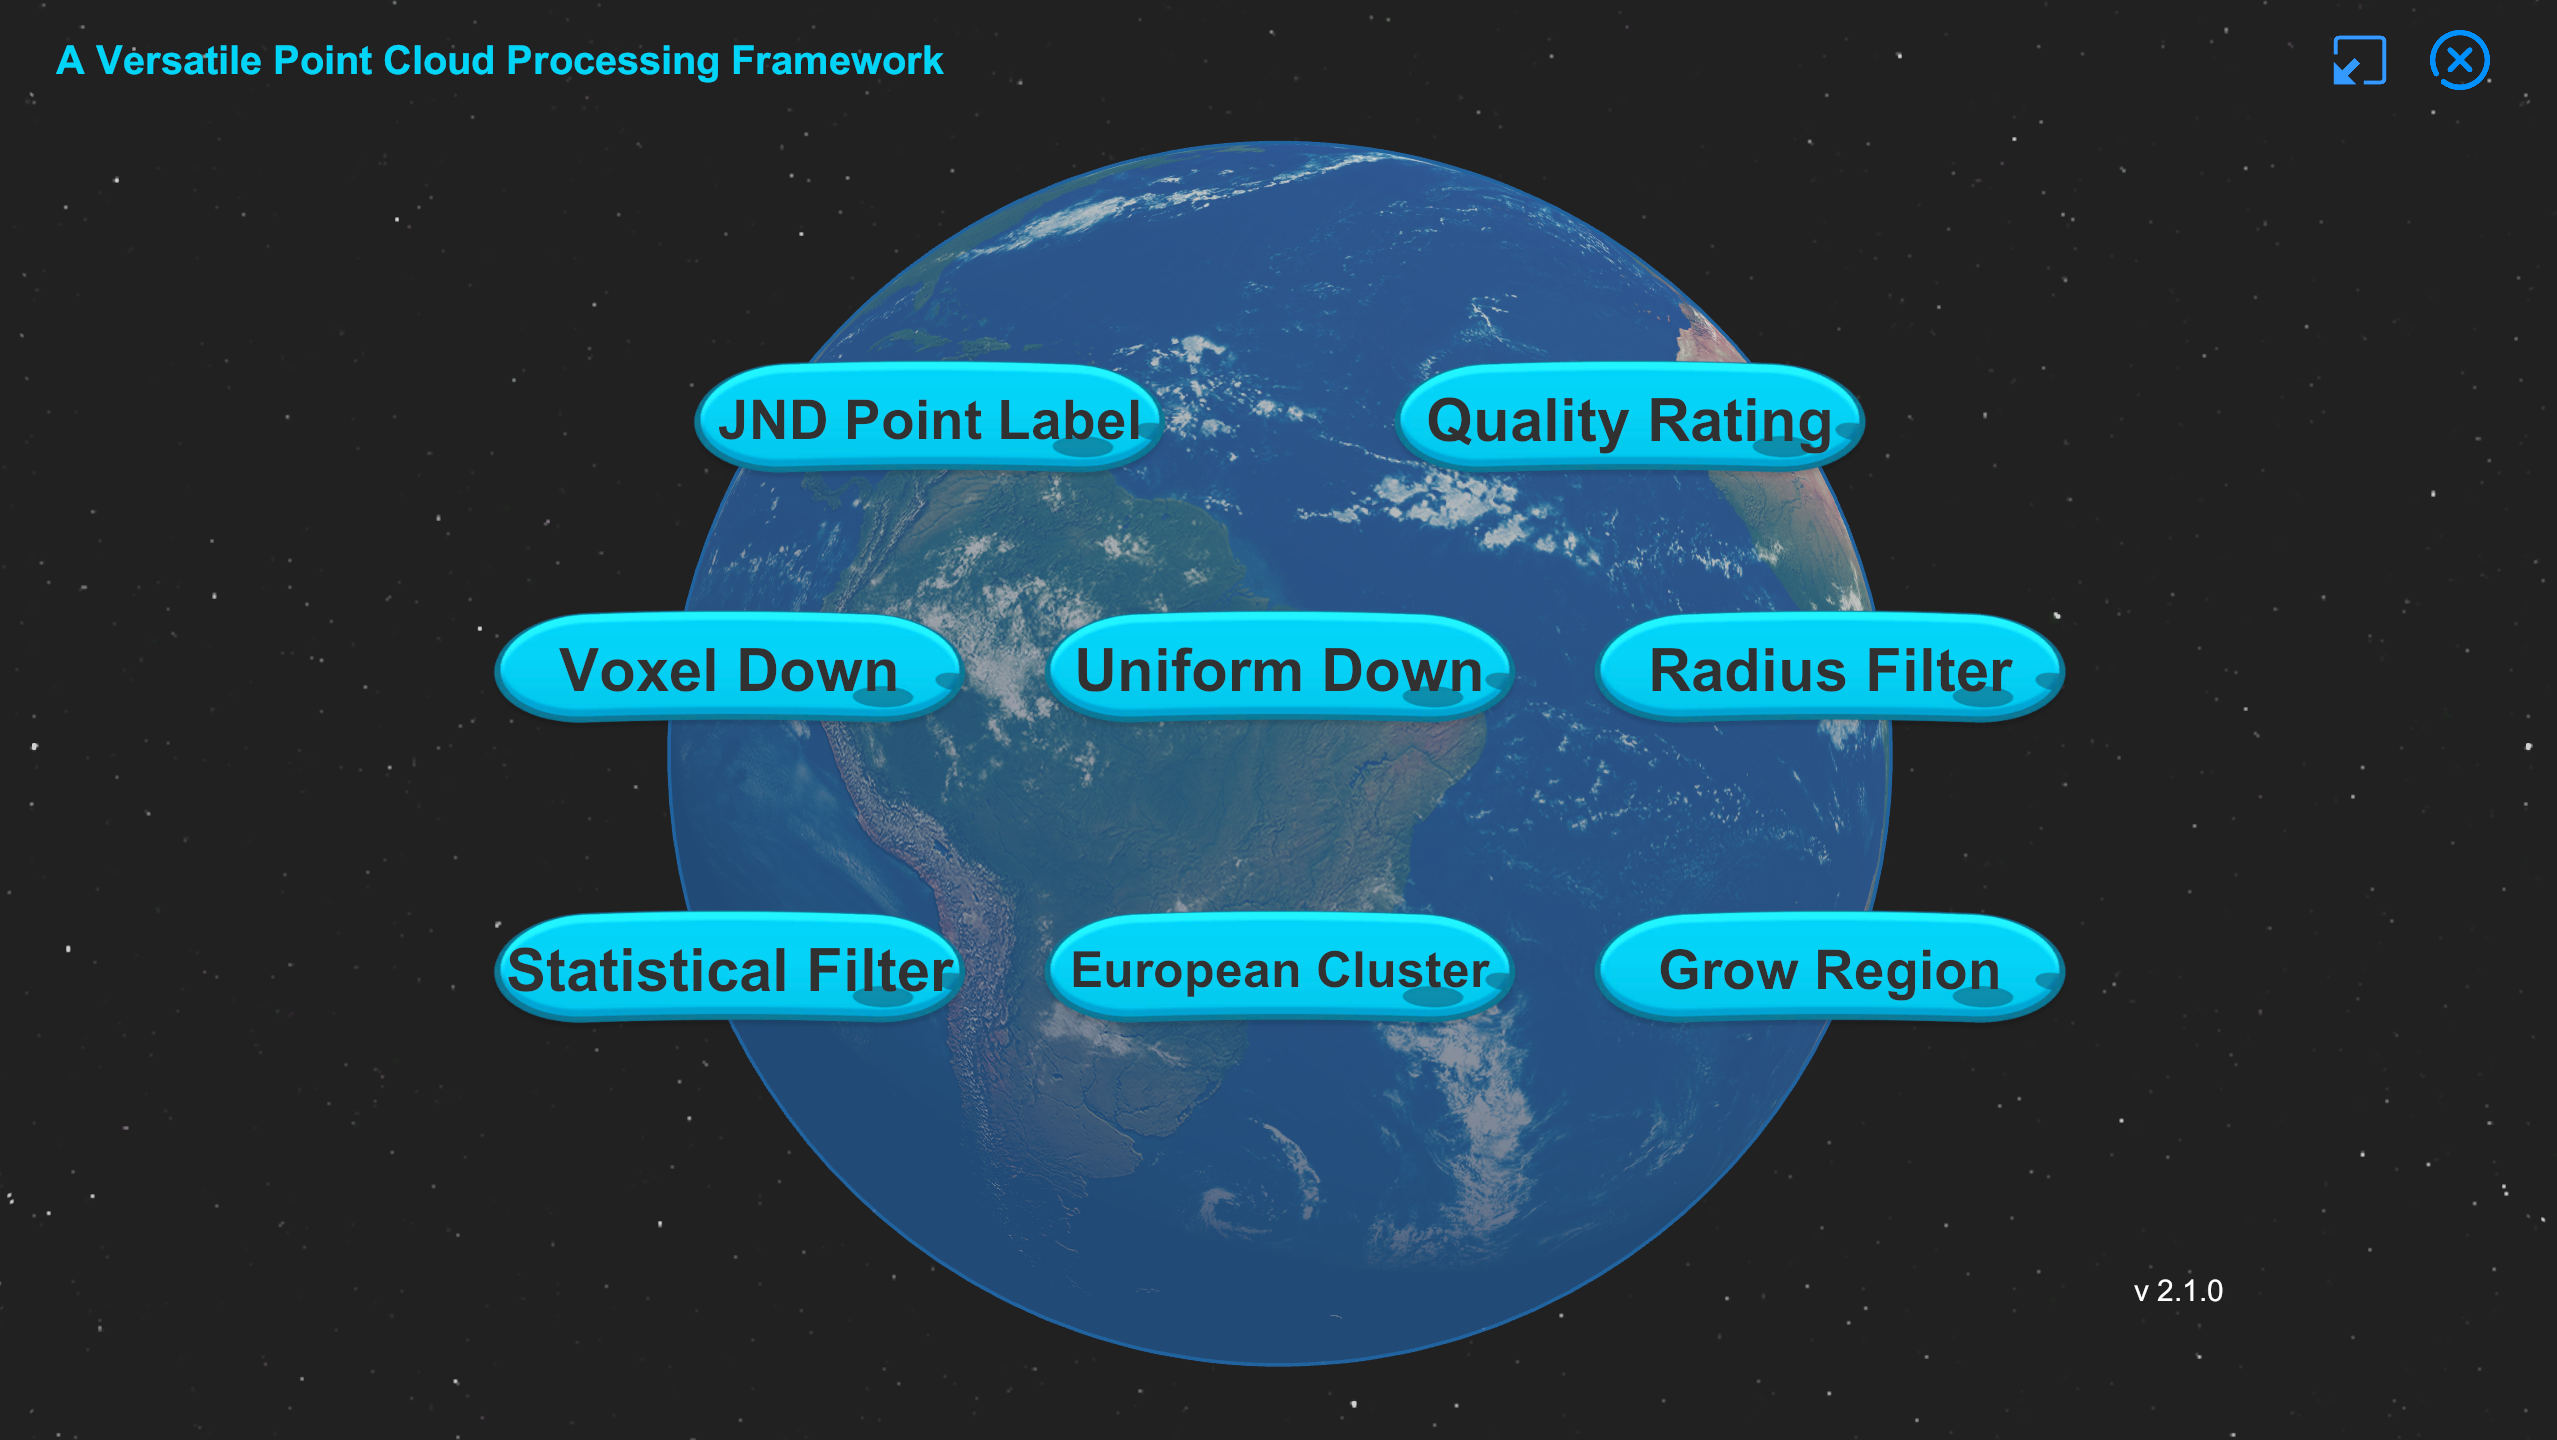 A Versatile Point Cloud Processing Framework
JND Point Label
Quality Rating
Voxel Down
Uniform Down
Radius Filter
Statistical Filter
European Cluster
Grow Region
v 2.1.0